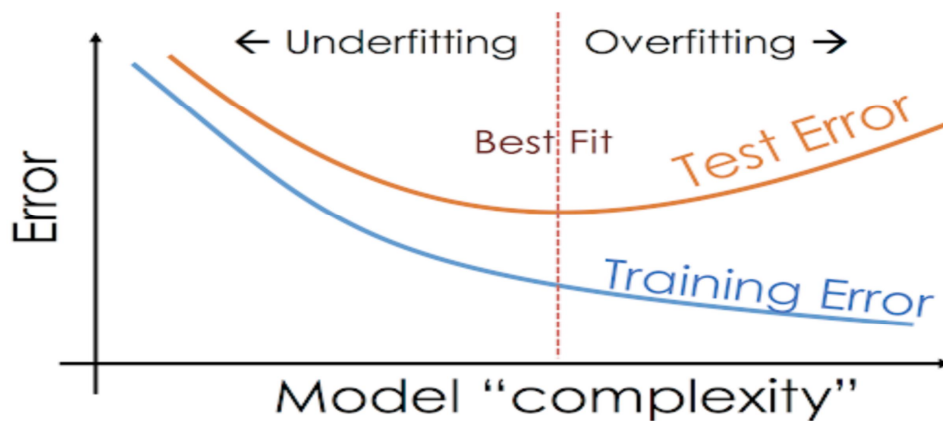 ← Underfitting
Overfitting →
Best Fit
Test Error
Error
Training Error
Model “complexity”